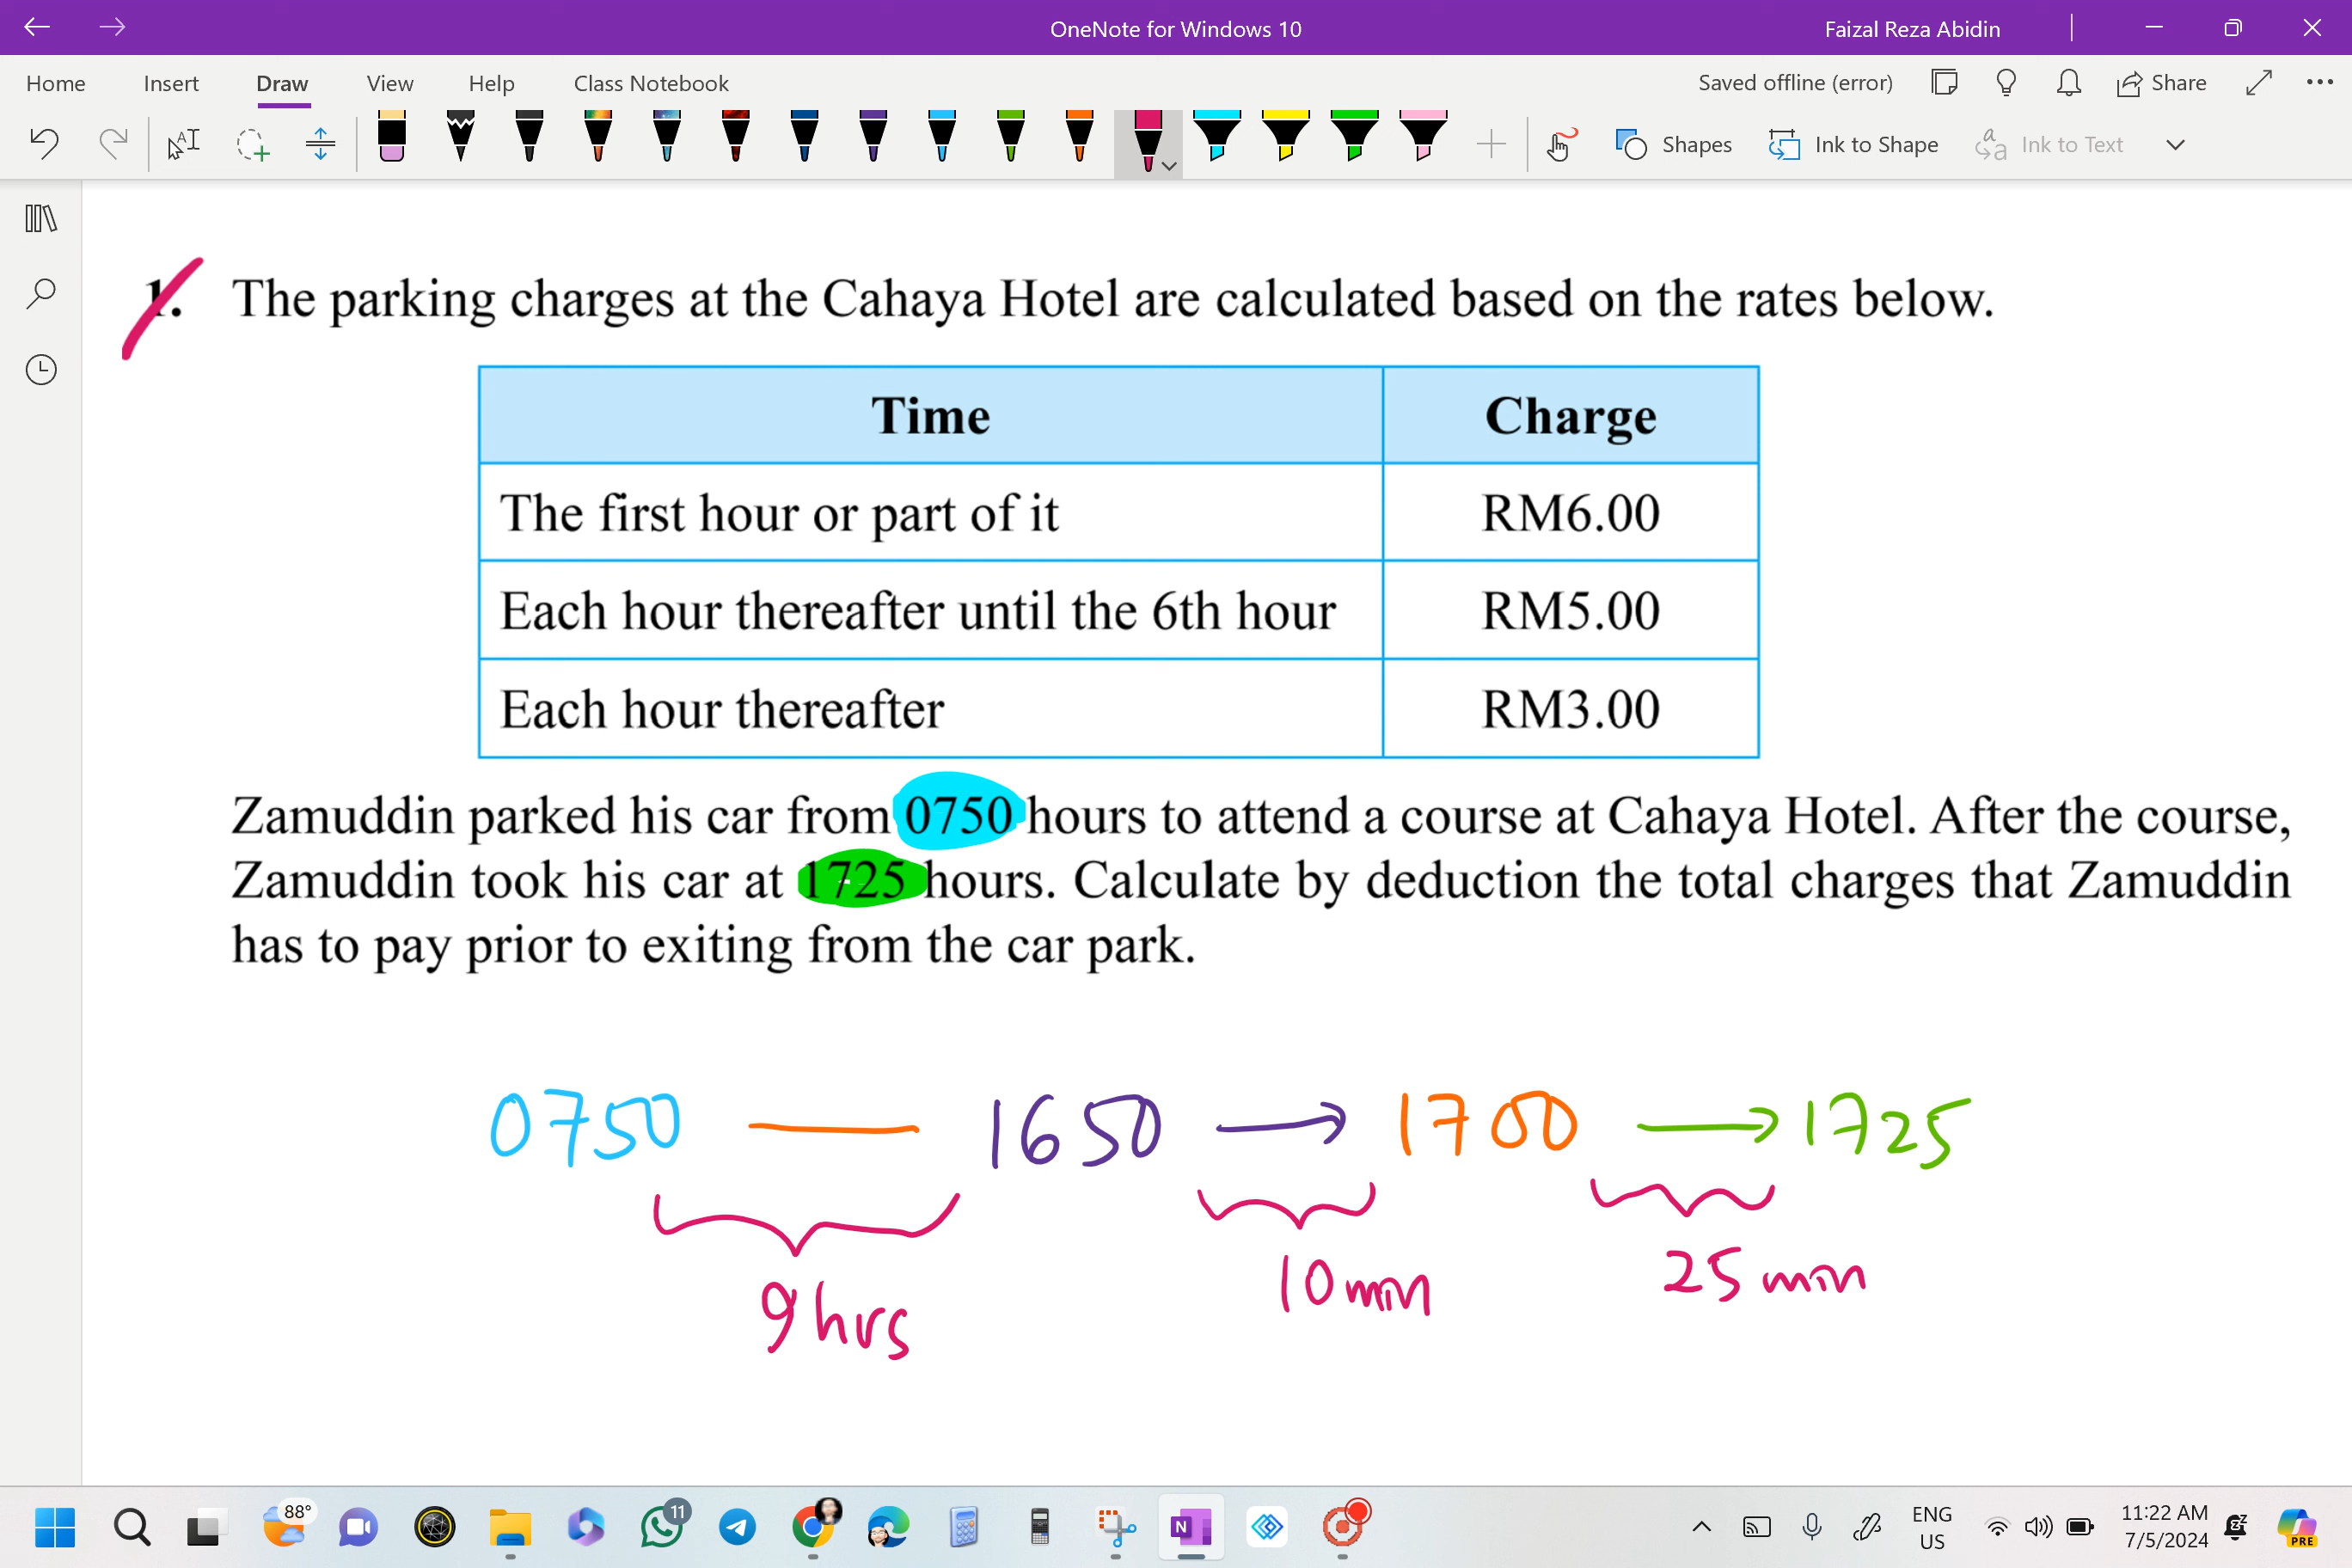 OneNote for Windows 10
Faizal Reza Abidin
Home Insert Draw View Help Class Notebook
Saved offline (error) Share
Shapes Ink to Shape Ink to Text
1. The parking charges at the Cahaya Hotel are calculated based on the rates below.
Time Charge
The first hour or part of it RM6.00
Each hour thereafter until the 6th hour RM5.00
Each hour thereafter RM3.00
Zamuddin parked his car from 0750 hours to attend a course at Cahaya Hotel. After the course,
Zamuddin took his car at 1725 hours. Calculate by deduction the total charges that Zamuddin
has to pay prior to exiting from the car park.
0750 — 1650 → 1700 → 1725
9hrs 10min 25min
88° 11 N ENG 11:22 AM
US 7/5/2024 PRE